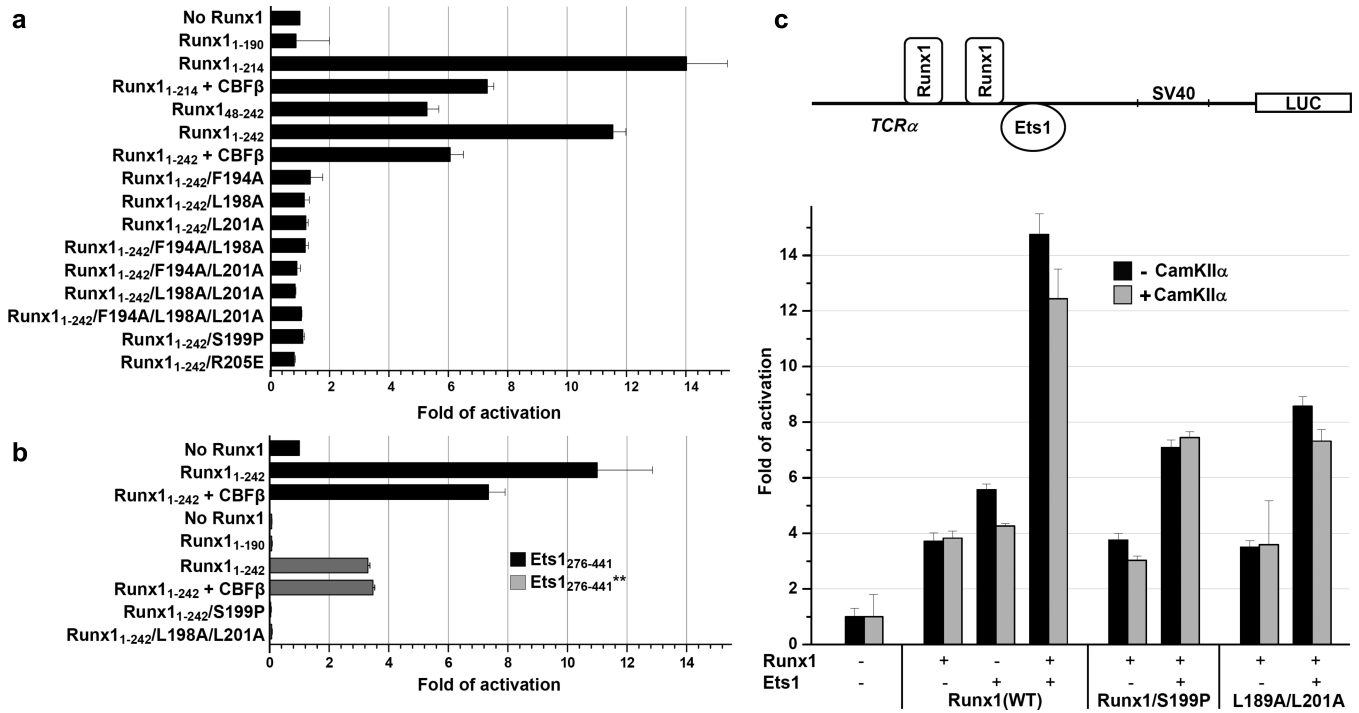 a
No Runx1
Runx1₁₋₁₉₀
Runx1₁₋₂₁₄
Runx1₁₋₂₁₄ + CBFβ
Runx1₄₈₋₂₄₂
Runx1₁₋₂₄₂
Runx1₁₋₂₄₂ + CBFβ
Runx1₁₋₂₄₂/F194A
Runx1₁₋₂₄₂/L198A
Runx1₁₋₂₄₂/L201A
Runx1₁₋₂₄₂/F194A/L198A
Runx1₁₋₂₄₂/F194A/L201A
Runx1₁₋₂₄₂/L198A/L201A
Runx1₁₋₂₄₂/F194A/L198A/L201A
Runx1₁₋₂₄₂/S199P
Runx1₁₋₂₄₂/R205E
0 2 4 6 8 10 12 14
Fold of activation
b
No Runx1
Runx1₁₋₂₄₂
Runx1₁₋₂₄₂ + CBFβ
No Runx1
Runx1₁₋₁₉₀
Runx1₁₋₂₄₂
Runx1₁₋₂₄₂ + CBFβ
Runx1₁₋₂₄₂/S199P
Runx1₁₋₂₄₂/L198A/L201A
Ets1₂₇₆₋₄₄₁
Ets1₂₇₆₋₄₄₁**
0 2 4 6 8 10 12 14
Fold of activation
c
Runx1
Runx1
TCRα
Ets1
SV40
LUC
- CamKIIα
+ CamKIIα
Fold of activation
14
12
10
8
6
4
2
0
Runx1 - + - + + + + +
Ets1 - - + + - + - +
Runx1(WT) Runx1/S199P L189A/L201A